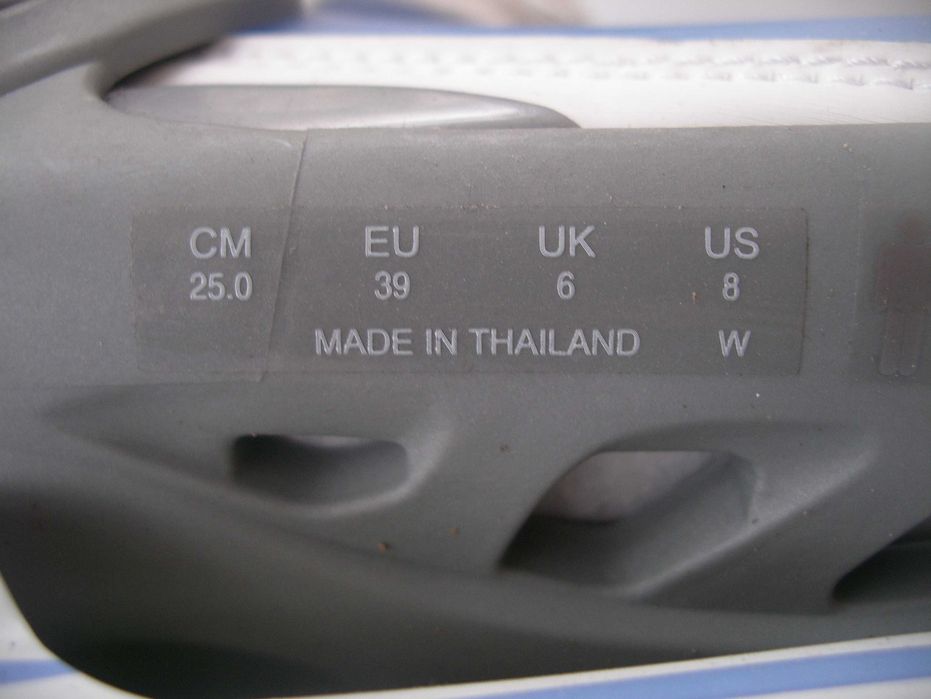 CM EU UK US
25.0 39 6 8
MADE IN THAILAND W